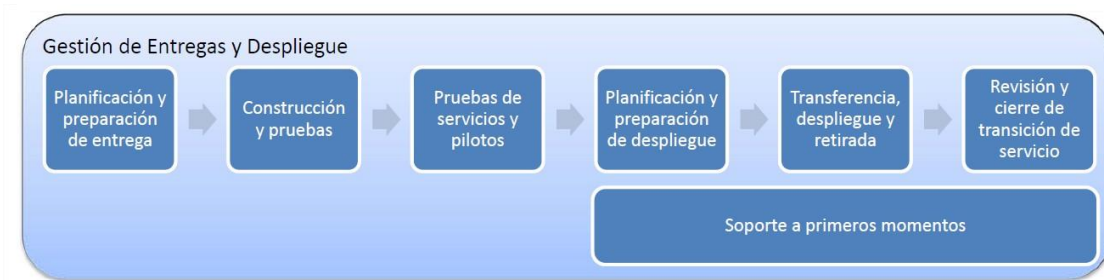 Gestión de Entregas y Despliegue
Planificación y
preparación
de entrega
Construcción
y pruebas
Pruebas de
servicios y
pilotos
Planificación y
preparación
de despliegue
Transferencia,
despliegue y
retirada
Revisión y
cierre de
transición de
servicio
Soporte a primeros momentos